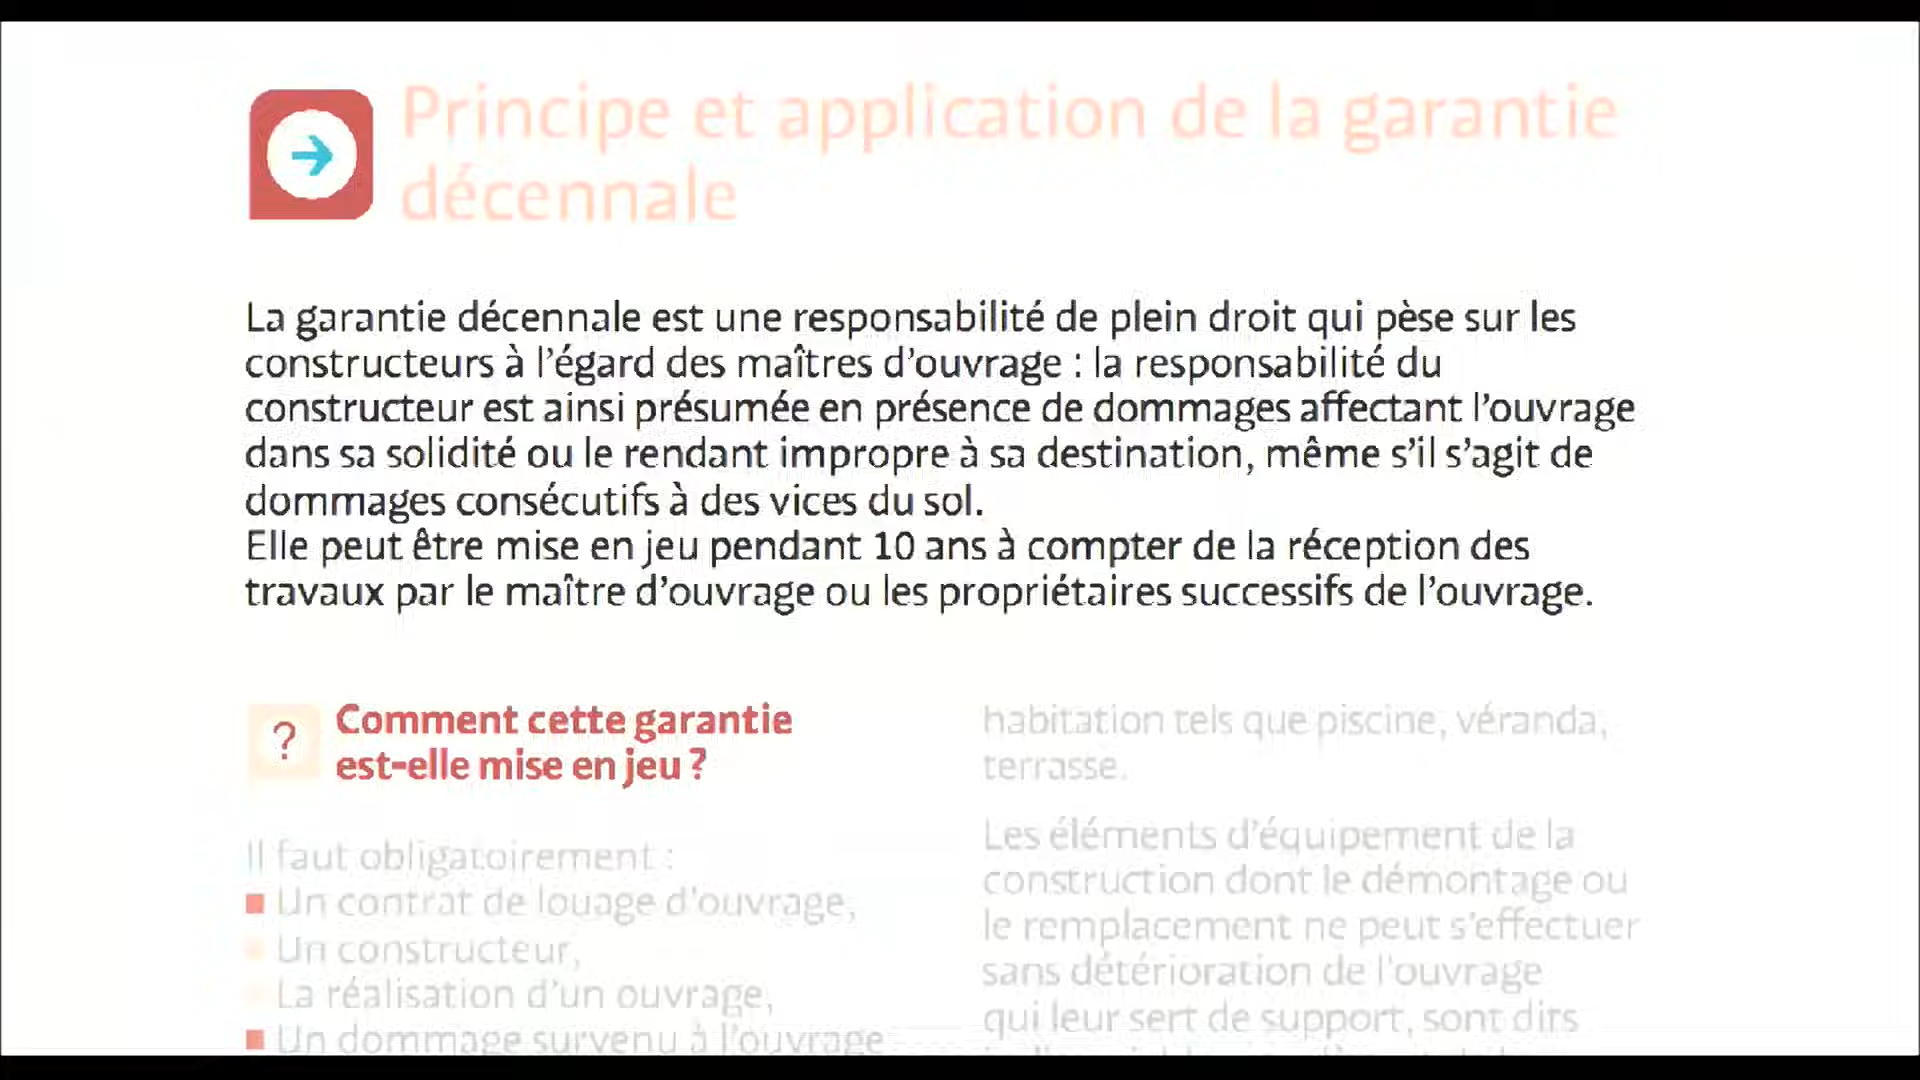 Principe et application de la garantie
décennale
La garantie décennale est une responsabilité de plein droit qui pèse sur les
constructeurs à l'égard des maîtres d'ouvrage : la responsabilité du
constructeur est ainsi présumée en présence de dommages affectant l'ouvrage
dans sa solidité ou le rendant impropre à sa destination, même s'il s'agit de
dommages consécutifs à des vices du sol.
Elle peut être mise en jeu pendant 10 ans à compter de la réception des
travaux par le maître d'ouvrage ou les propriétaires successifs de l'ouvrage.
? Comment cette garantie
est-elle mise en jeu ?
Il faut obligatoirement :
Un contrat de louage d'ouvrage,
Un constructeur,
La réalisation d'un ouvrage,
Un dommage survenu à l'ouvrage
habitation tels que piscine, véranda,
terrasse.
Les éléments d'équipement de la
construction dont le démontage ou
le remplacement ne peut s'effectuer
sans détérioration de l'ouvrage
qui leur sert de support, sont dits